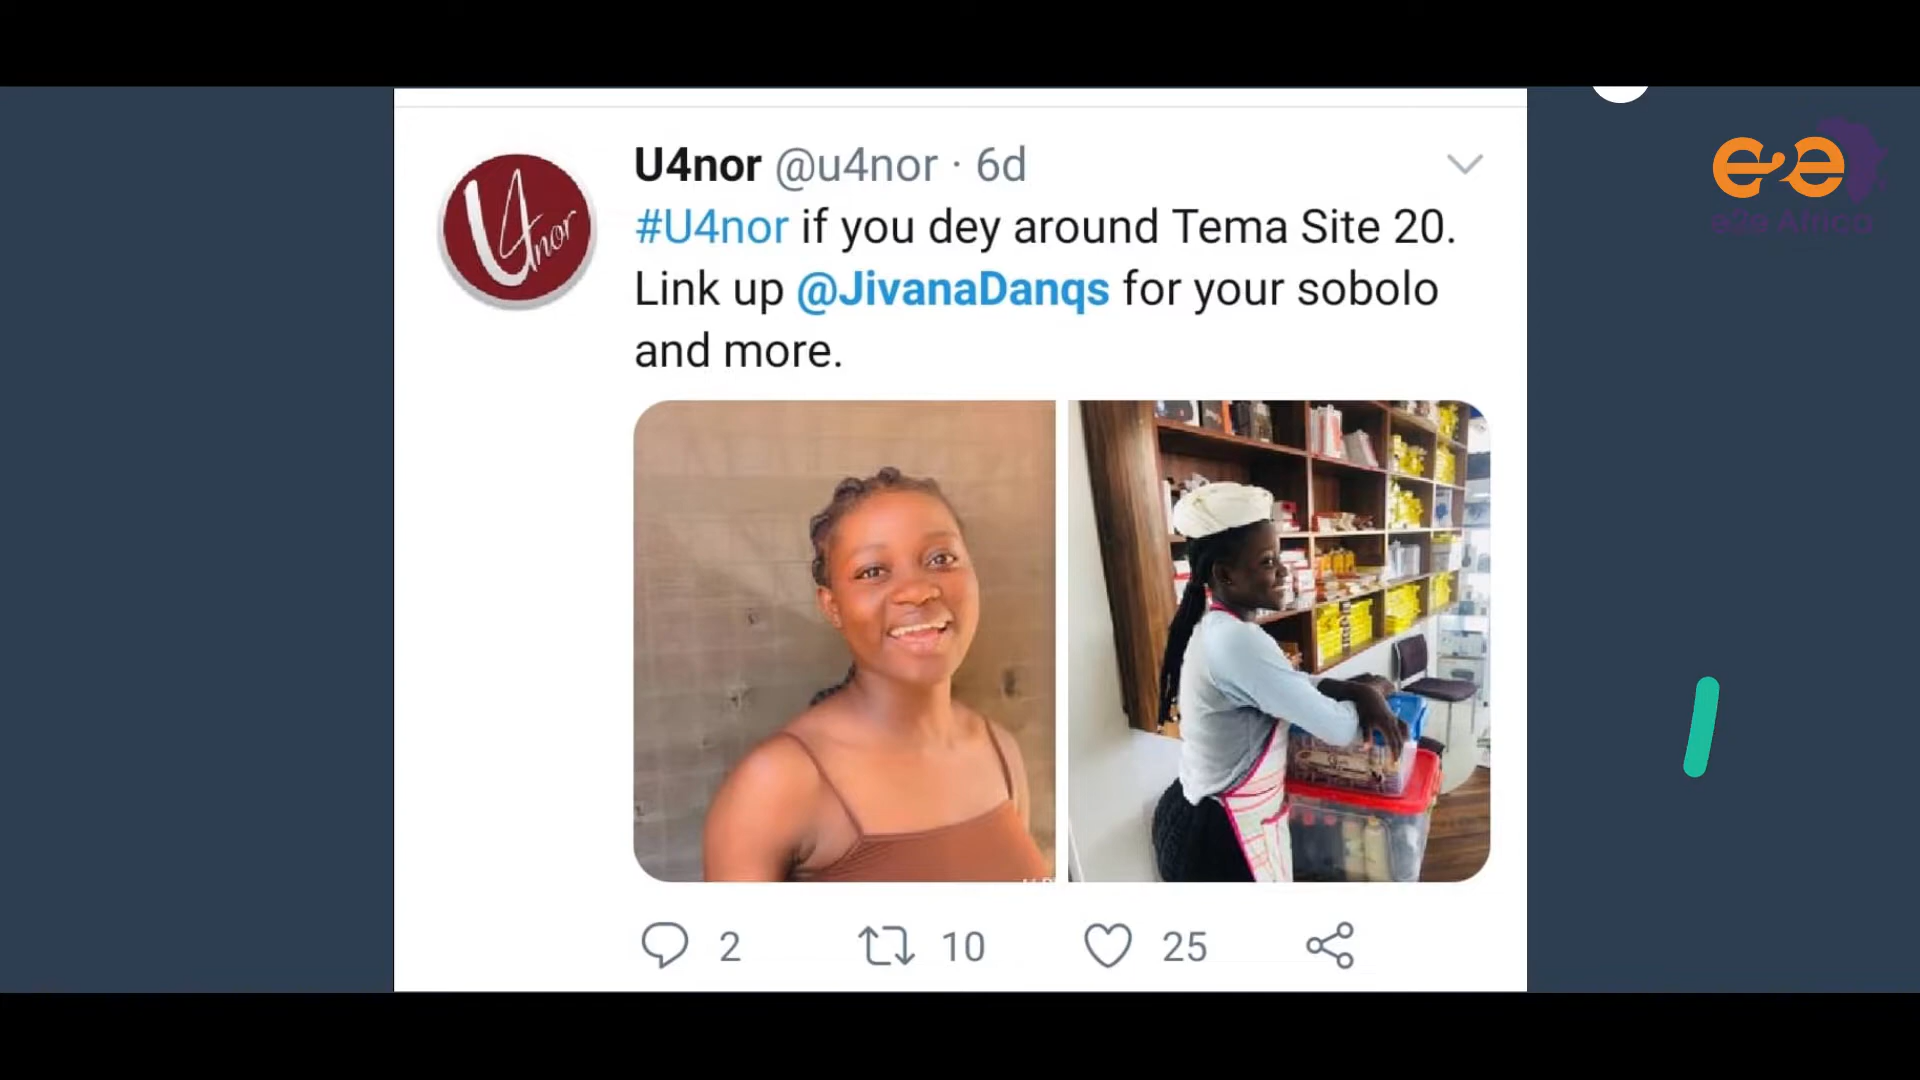 U4nor @u4nor · 6d
#U4nor if you dey around Tema Site 20.
Link up @JivanaDanqs for your sobolo
and more.
2 10 25
U4nor
e2e
e2e Africa